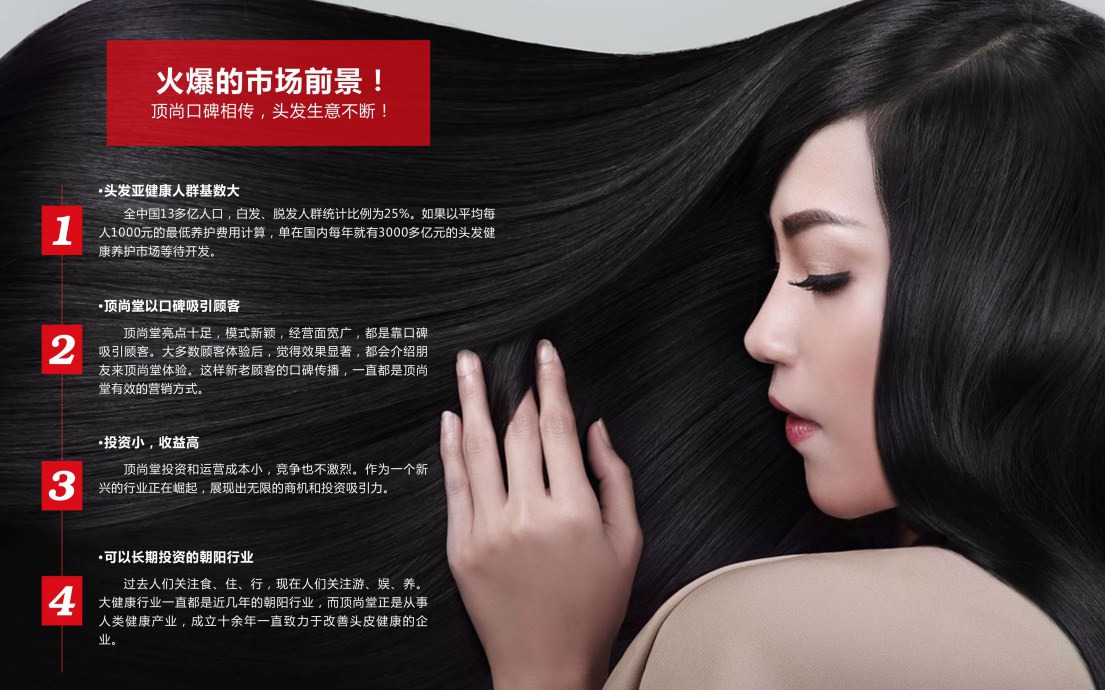 火爆的市场前景！
顶尚口碑相传，头发生意不断！
•头发亚健康人群基数大
1
全中国13多亿人口，白发、脱发人群统计比例为25%。如果以平均每
人1000元的最低养护费用计算，单在国内每年就有3000多亿元的头发健
康养护市场等待开发。
•顶尚堂以口碑吸引顾客
2
顶尚堂亮点十足，模式新颖，经营面宽广，都是靠口碑
吸引顾客。大多数顾客体验后，觉得效果显著，都会介绍朋
友来顶尚堂体验。这样新老顾客的口碑传播，一直都是顶尚
堂有效的营销方式。
•投资小，收益高
3
顶尚堂投资和运营成本小，竞争也不激烈。作为一个新
兴的行业正在崛起，展现出无限的商机和投资吸引力。
•可以长期投资的朝阳行业
4
过去人们关注食、住、行，现在人们关注游、娱、养。
大健康行业一直都是近几年的朝阳行业，而顶尚堂正是从事
人类健康产业，成立十余年一直致力于改善头皮健康的企
业。